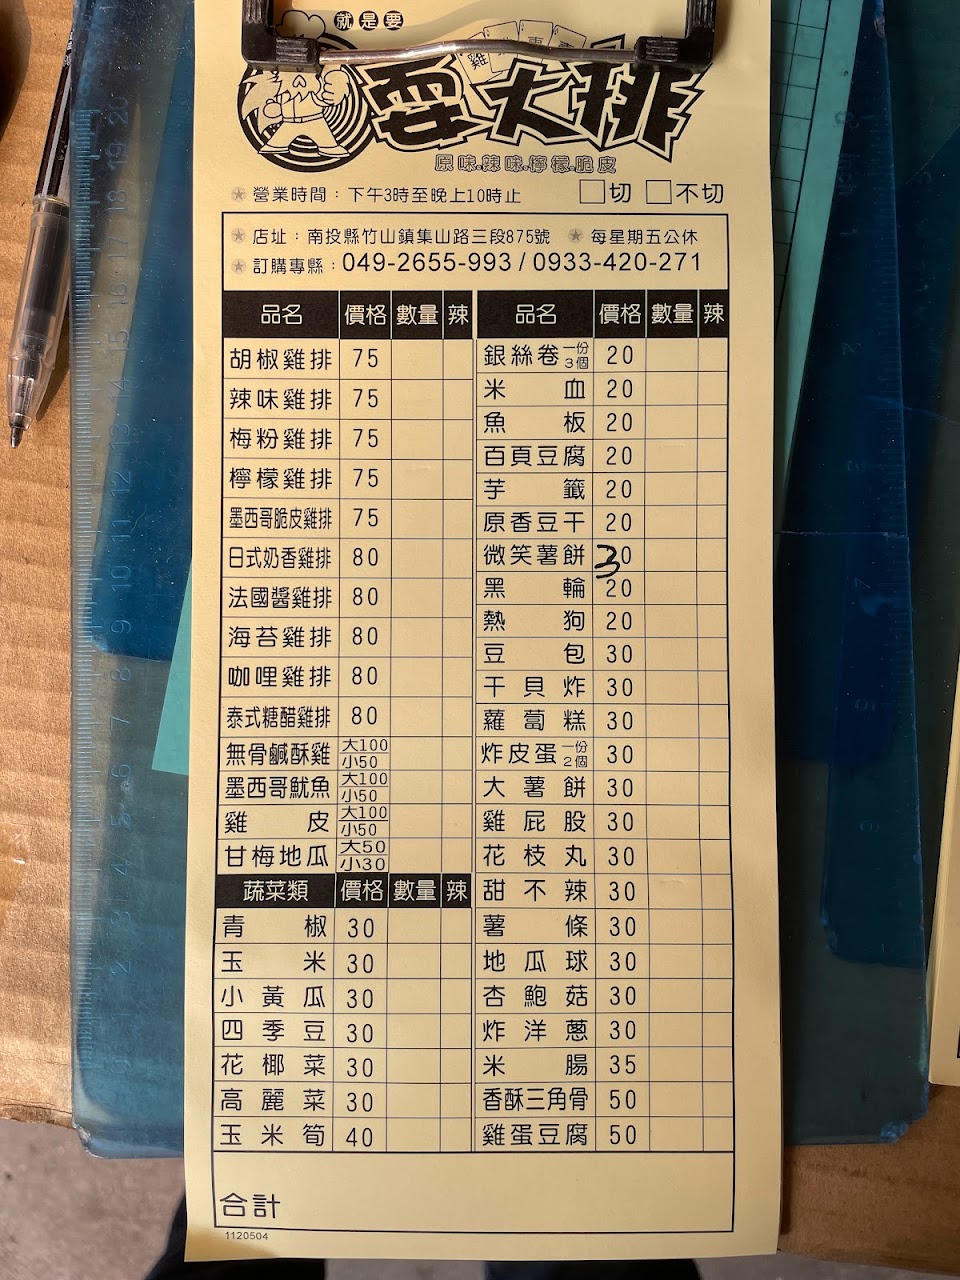 就是要
耍大排
原味.辣味.檸檬.脆皮
營業時間：下午3時至晚上10時止 □切 □不切
店址：南投縣竹山鎮集山路三段875號 每星期五公休
訂購專縣：049-2655-993 / 0933-420-271
品名 價格 數量 辣
胡椒雞排 75
辣味雞排 75
梅粉雞排 75
檸檬雞排 75
墨西哥脆皮雞排 75
日式奶香雞排 80
法國醬雞排 80
海苔雞排 80
咖哩雞排 80
泰式糖醋雞排 80
無骨鹹酥雞 大100 小50
墨西哥魷魚 大100 小50
雞皮 大100 小50
甘梅地瓜 大50 小30
蔬菜類 價格 數量 辣
青椒 30
玉米 30
小黃瓜 30
四季豆 30
花椰菜 30
高麗菜 30
玉米筍 40
品名 價格 數量 辣
銀絲卷 一份3個 20
米血 20
魚板 20
百頁豆腐 20
芋籤 20
原香豆干 20
微笑薯餅 30
黑輪 20
熱狗 20
豆包 30
干貝炸 30
蘿蔔糕 30
炸皮蛋 一份2個 30
大薯餅 30
雞屁股 30
花枝丸 30
甜不辣 30
薯條 30
地瓜球 30
杏鮑菇 30
炸洋蔥 30
米腸 35
香酥三角骨 50
雞蛋豆腐 50
合計
1120504